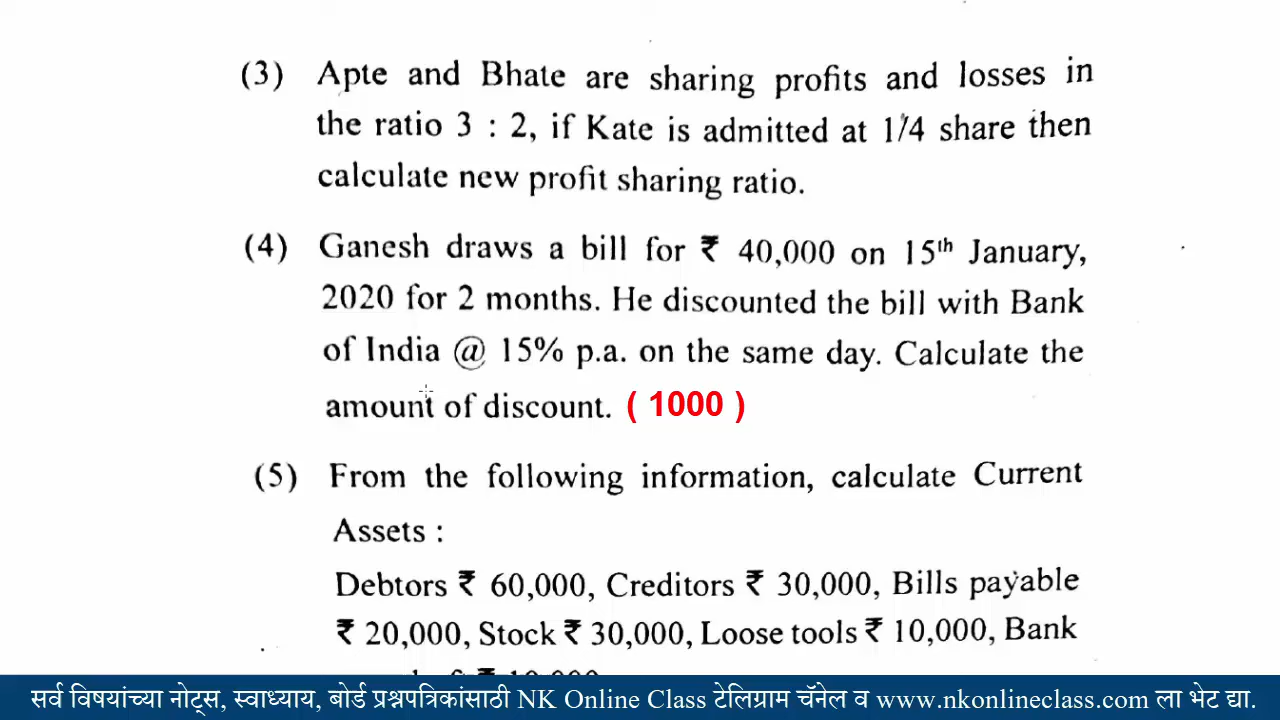 (3) Apte and Bhate are sharing profits and losses in
the ratio 3 : 2, if Kate is admitted at 1/4 share then
calculate new profit sharing ratio.
(4) Ganesh draws a bill for ₹ 40,000 on 15th January,
2020 for 2 months. He discounted the bill with Bank
of India @ 15% p.a. on the same day. Calculate the
amount of discount. ( 1000 )
(5) From the following information, calculate Current
Assets :
Debtors ₹ 60,000, Creditors ₹ 30,000, Bills payable
₹ 20,000, Stock ₹ 30,000, Loose tools ₹ 10,000, Bank
सर्व विषयांच्या नोट्स, स्वाध्याय, बोर्ड प्रश्नपत्रिकांसाठी NK Online Class टेलिग्राम चॅनेल व www.nkonlineclass.com ला भेट द्या.